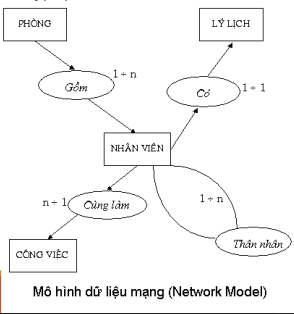 PHÒNG
LÝ LỊCH
1 ÷ n
Gồm
Có
1 ÷ 1
NHÂN VIÊN
n ÷ 1
Cùng làm
1 ÷ n
Thân nhân
CÔNG VIỆC
Mô hình dữ liệu mạng (Network Model)